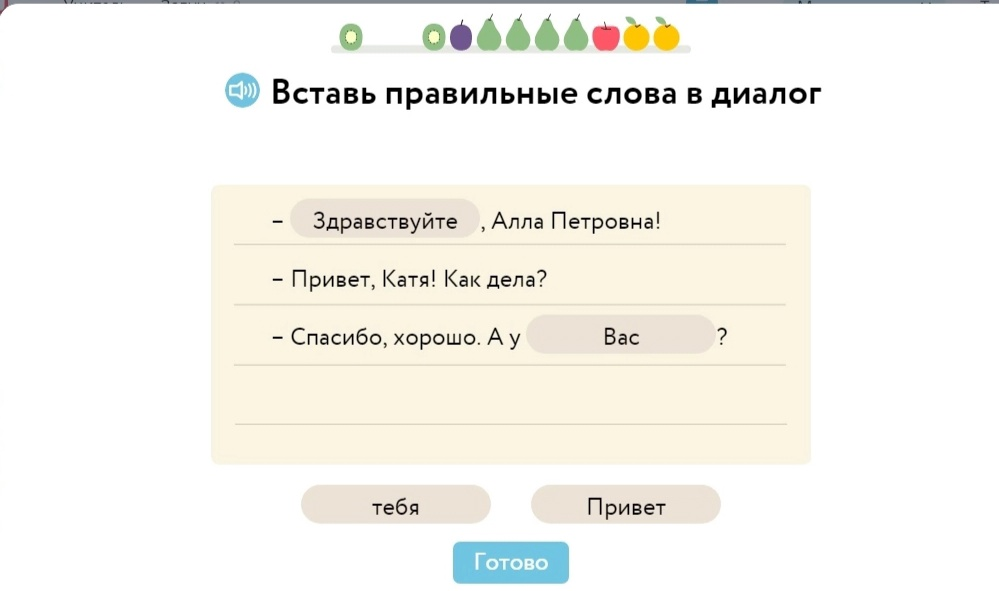 Вставь правильные слова в диалог
– Здравствуйте , Алла Петровна!
– Привет, Катя! Как дела?
– Спасибо, хорошо. А у Вас ?
тебя Привет
Готово